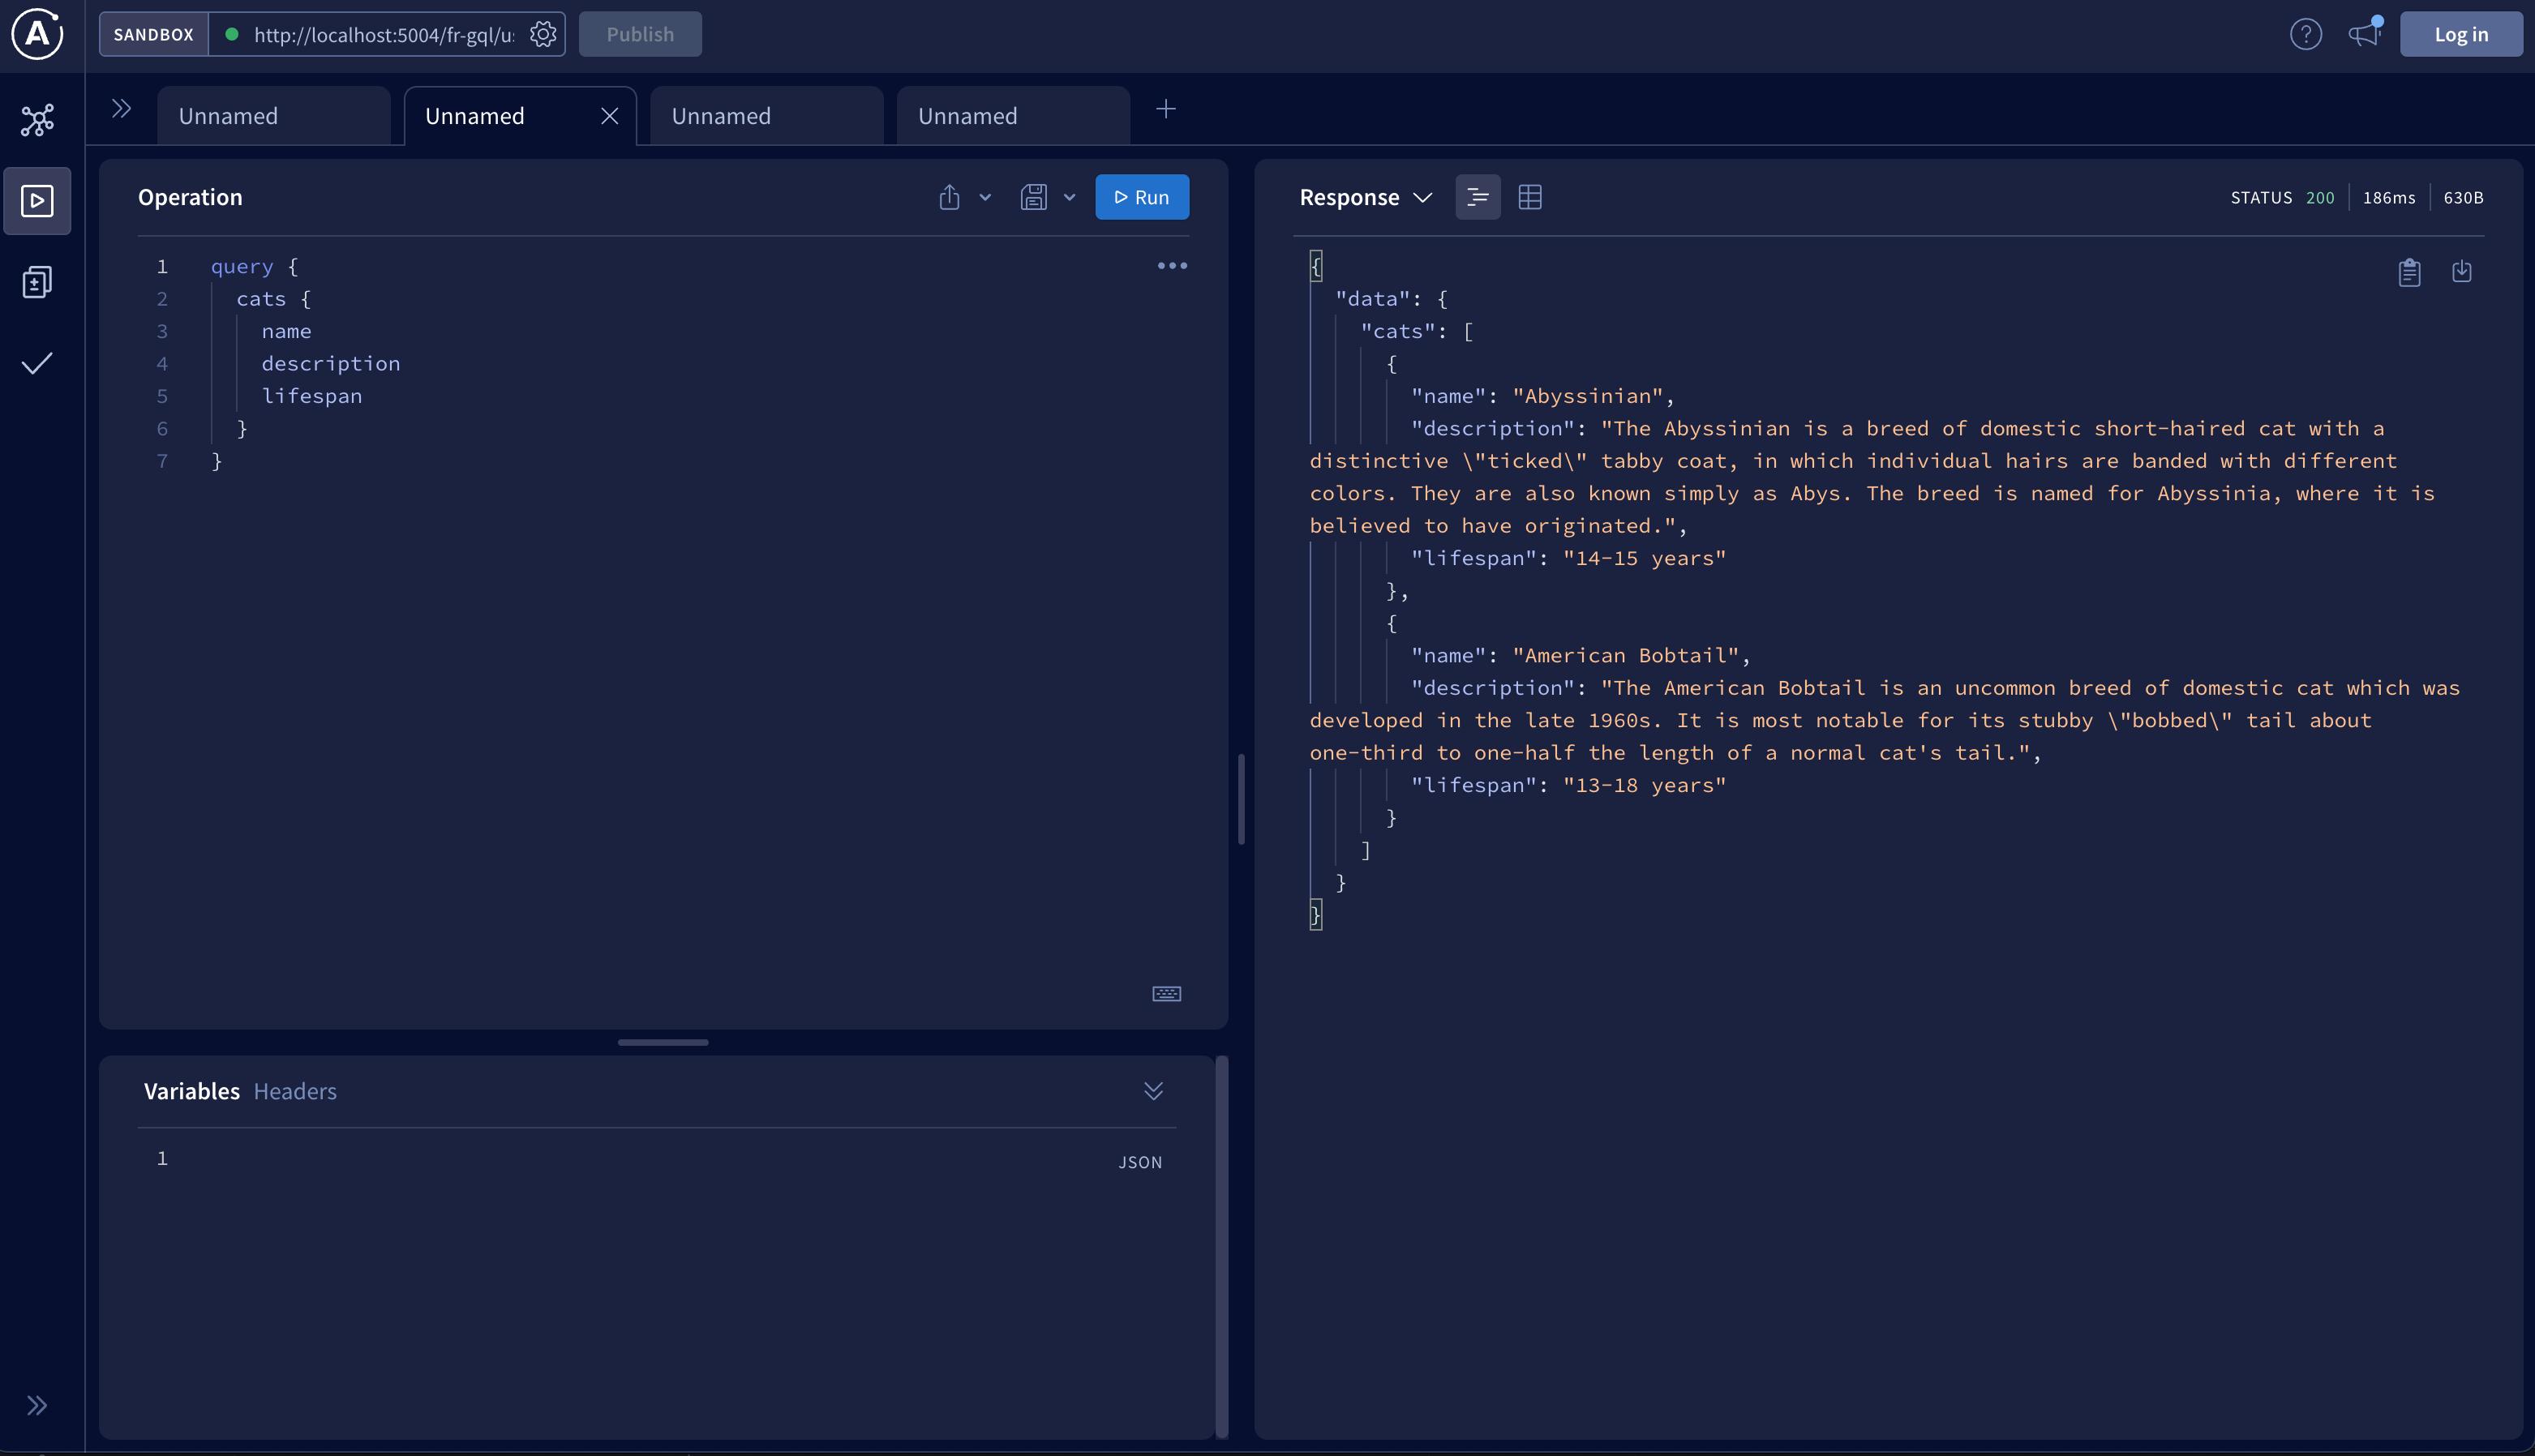 SANDBOX http://localhost:5004/fr-gql/u Publish Log in
Unnamed Unnamed Unnamed Unnamed
Operation Run
1 query {
2 cats {
3 name
4 description
5 lifespan
6 }
7 }
Variables Headers
1 JSON
Response STATUS 200 186ms 630B
{
"data": {
"cats": [
{
"name": "Abyssinian",
"description": "The Abyssinian is a breed of domestic short-haired cat with a
distinctive \"ticked\" tabby coat, in which individual hairs are banded with different
colors. They are also known simply as Abys. The breed is named for Abyssinia, where it is
believed to have originated.",
"lifespan": "14-15 years"
},
{
"name": "American Bobtail",
"description": "The American Bobtail is an uncommon breed of domestic cat which was
developed in the late 1960s. It is most notable for its stubby \"bobbed\" tail about
one-third to one-half the length of a normal cat's tail.",
"lifespan": "13-18 years"
}
]
}
}